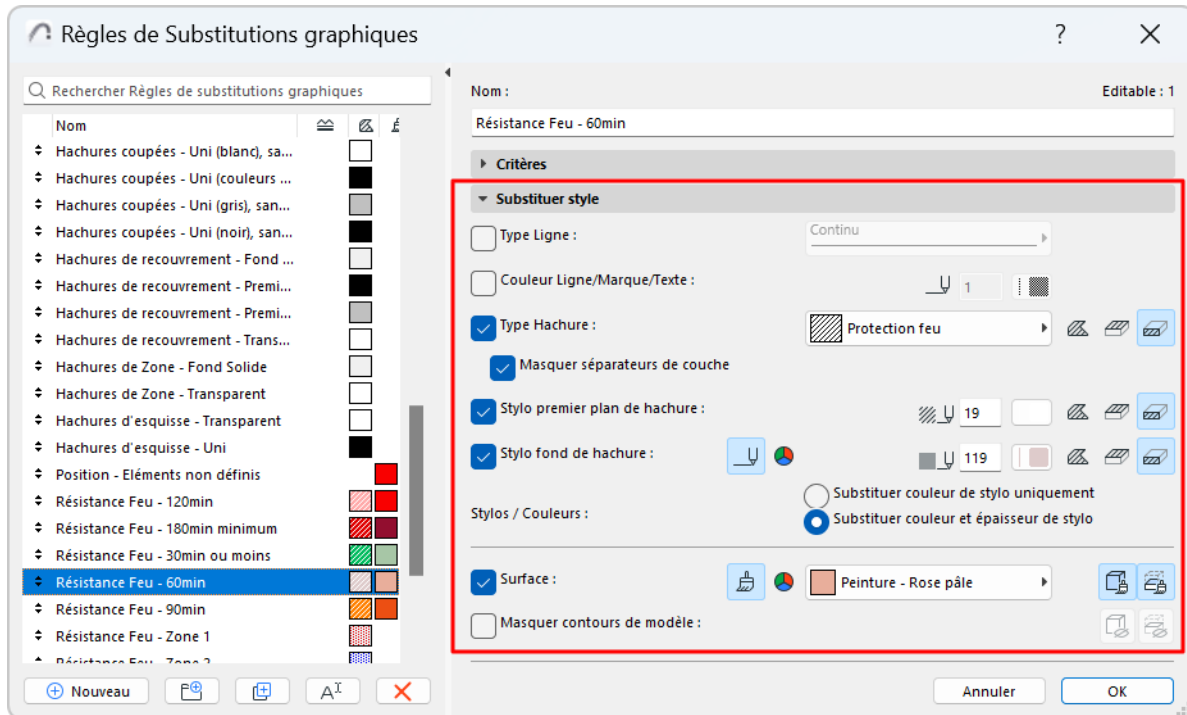 Règles de Substitutions graphiques
?
Rechercher Règles de substitutions graphiques
Nom
Hachures coupées - Uni (blanc), sa...
Hachures coupées - Uni (couleurs ...
Hachures coupées - Uni (gris), san...
Hachures coupées - Uni (noir), san...
Hachures de recouvrement - Fond ...
Hachures de recouvrement - Premi...
Hachures de recouvrement - Premi...
Hachures de recouvrement - Trans...
Hachures de Zone - Fond Solide
Hachures de Zone - Transparent
Hachures d'esquisse - Transparent
Hachures d'esquisse - Uni
Position - Eléments non définis
Résistance Feu - 120min
Résistance Feu - 180min minimum
Résistance Feu - 30min ou moins
Résistance Feu - 60min
Résistance Feu - 90min
Résistance Feu - Zone 1
Résistance Feu - Zone 2
Nouveau
Nom :
Editable : 1
Résistance Feu - 60min
Critères
Substituer style
Type Ligne :
Continu
Couleur Ligne/Marque/Texte :
1
Type Hachure :
Protection feu
Masquer séparateurs de couche
Stylo premier plan de hachure :
19
Stylo fond de hachure :
119
Stylos / Couleurs :
Substituer couleur de stylo uniquement
Substituer couleur et épaisseur de stylo
Surface :
Peinture - Rose pâle
Masquer contours de modèle :
Annuler
OK